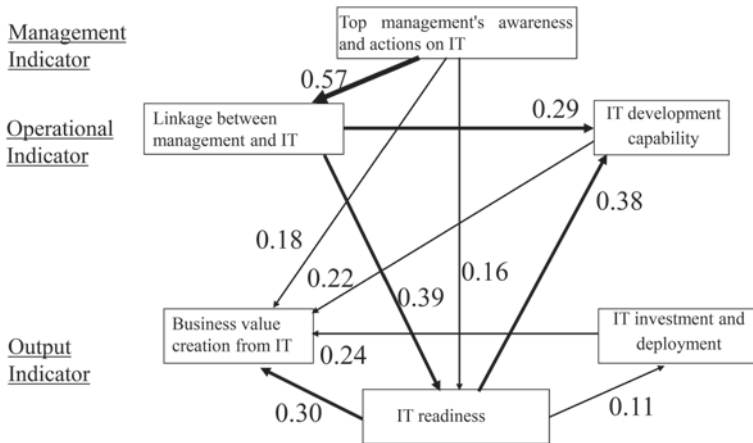 Management
Indicator
Top management's awareness
and actions on IT
0.57
Operational
Indicator
Linkage between
management and IT
0.29
IT development
capability
0.38
0.18
0.22
0.39
0.16
Output
Indicator
Business value
creation from IT
0.24
IT investment and
deployment
0.30
IT readiness
0.11